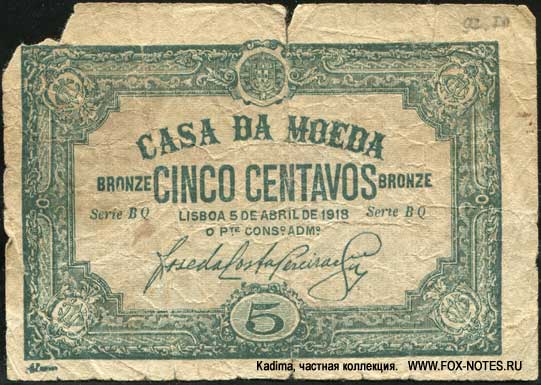 CASA DA MOEDA
BRONZE CINCO CENTAVOS BRONZE
Serie BQ LISBOA 5 DE ABRIL DE 1918 Serie BQ
O PTE CONSº ADMº
5
Kadima, частная коллекция. WWW.FOX-NOTES.RU